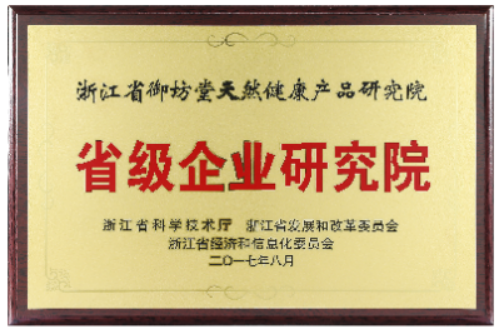 浙江省御坊堂天然健康产品研究院
省级企业研究院
浙江省科学技术厅 浙江省发展和改革委员会
浙江省经济和信息化委员会
二〇一七年八月